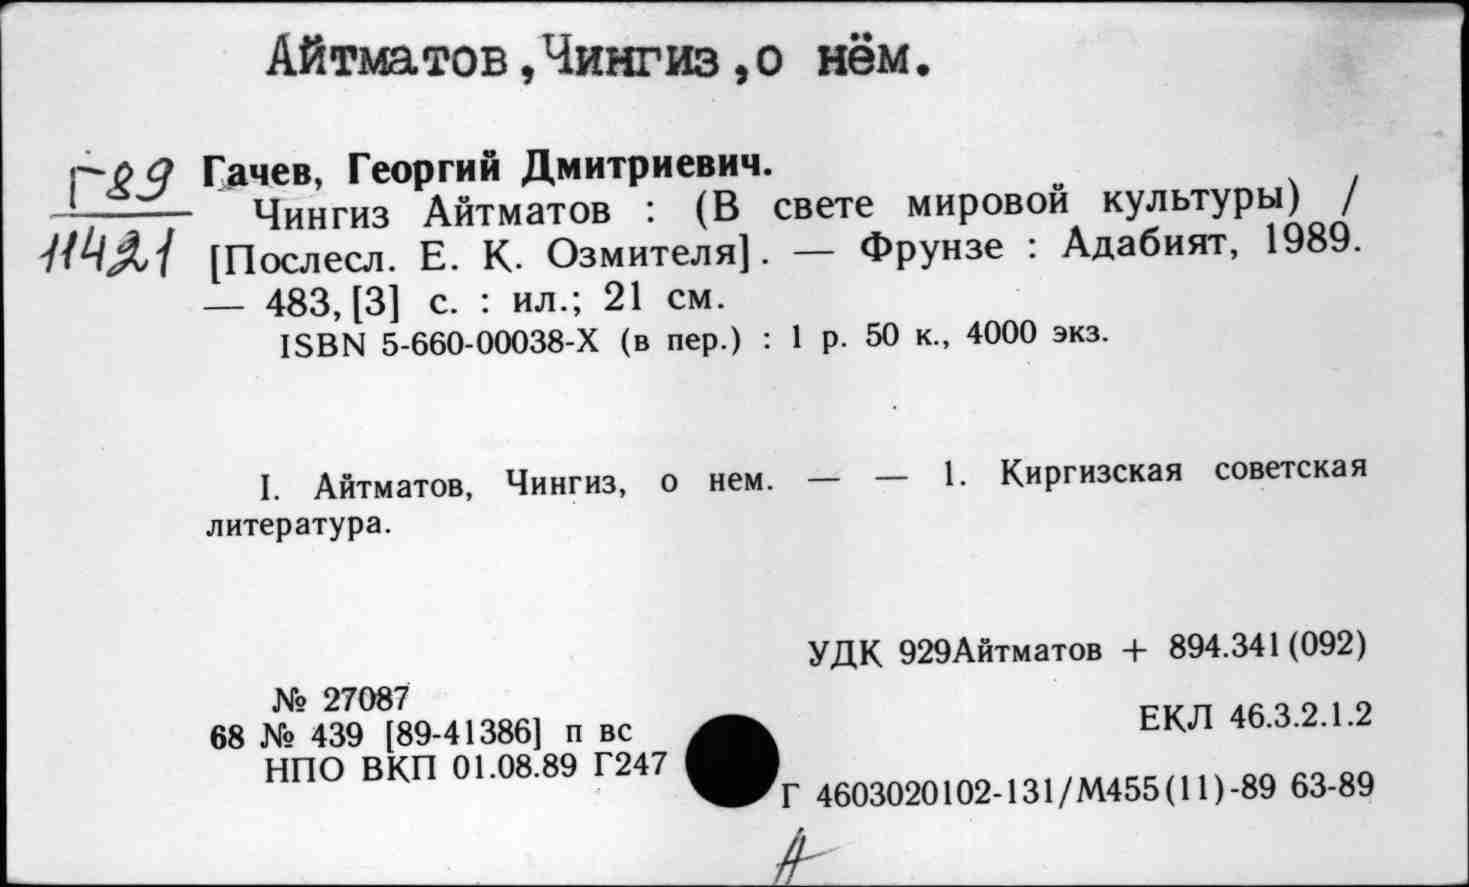 Айтматов,Чингиз,о нём.
Г89 Гачев, Георгий Дмитриевич.
Чингиз Айтматов : (В свете мировой культуры) /
[Послесл. Е. К. Озмителя]. — Фрунзе : Адабият, 1989.
— 483, [3] с. : ил.; 21 см.
ISBN 5-660-00038-X (в пер.) : 1 р. 50 к., 4000 экз.
I. Айтматов, Чингиз, о нем. — — 1. Киргизская советская
литература.
УДК 929Айтматов + 894.341(092)
№ 27087
ЕКЛ 46.3.2.1.2
68 № 439 [89-41386] п вс
НПО ВКП 01.08.89 Г247
Г 4603020102-131/М455(11)-89 63-89